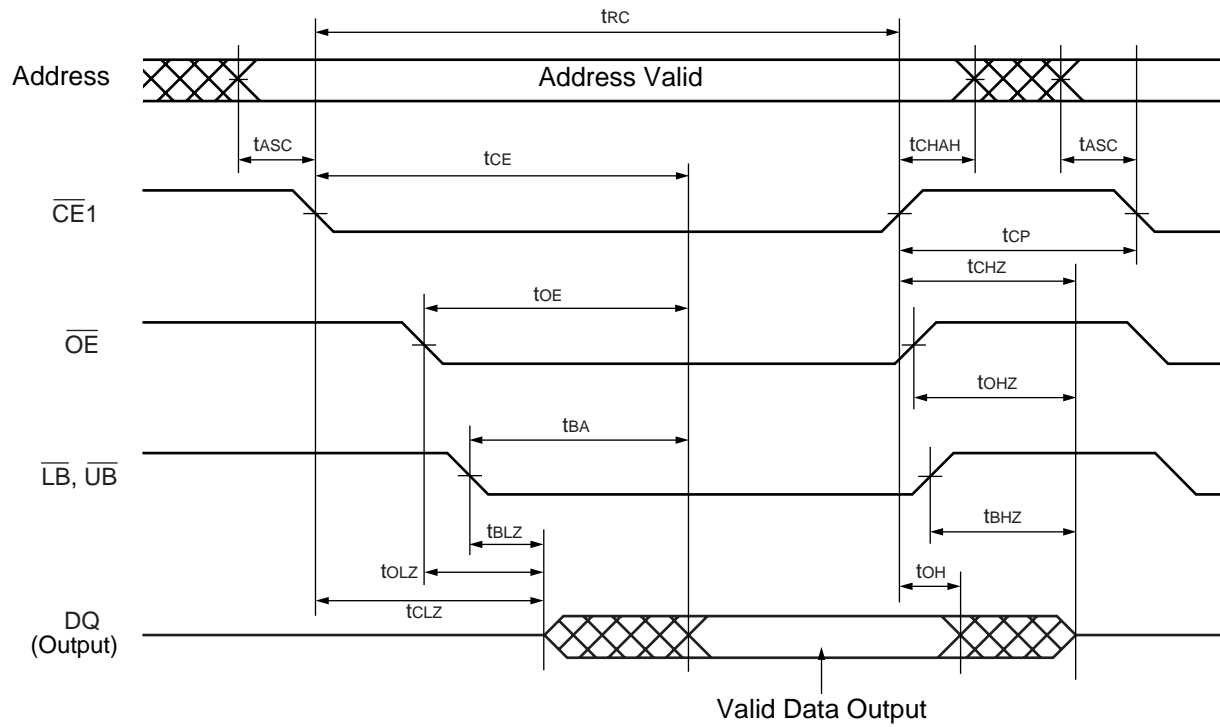 tRC
Address
Address Valid
tASC
tCE
tCHAH
tASC
CE1
tCP
tCHZ
tOE
OE
tOHZ
tBA
LB, UB
tBLZ
tBHZ
tOLZ
tOH
tCLZ
DQ
(Output)
Valid Data Output